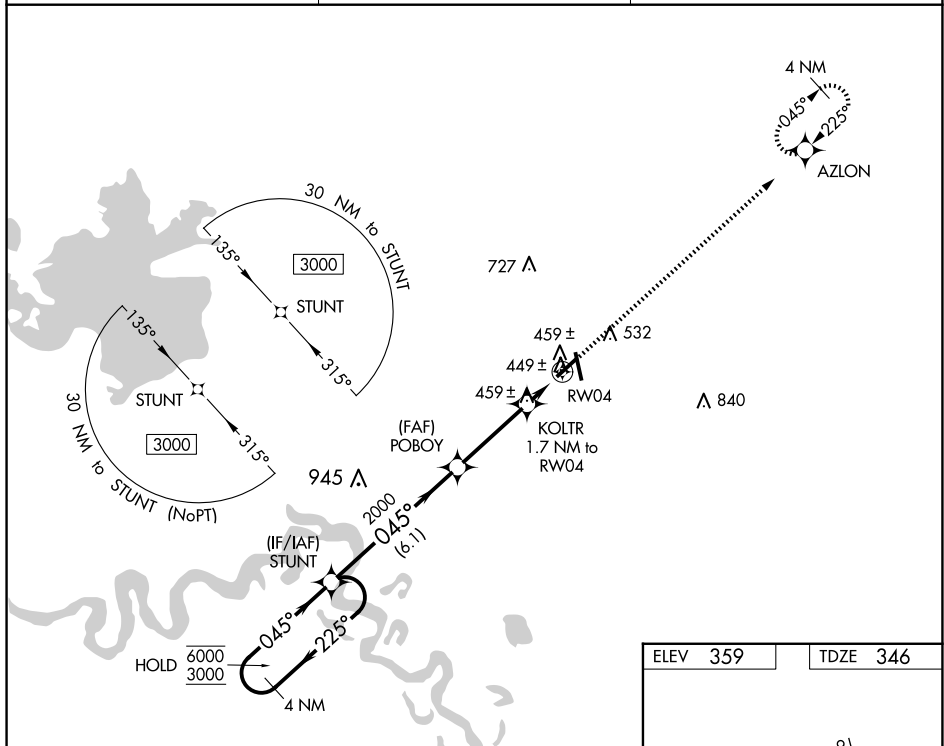 4 NM
045°
225°
AZLON
30 NM to STUNT
135°
3000
STUNT
315°
727
459 ±
532
449 ±
RW04
459 ±
840
KOLTR
1.7 NM to
RW04
135°
STUNT
3000
315°
30 NM to STUNT (NoPT)
(FAF)
POBOY
945
2000
045°
(6.1)
(IF/IAF)
STUNT
045°
225°
HOLD
6000
3000
4 NM
ELEV 359
TDZE 346